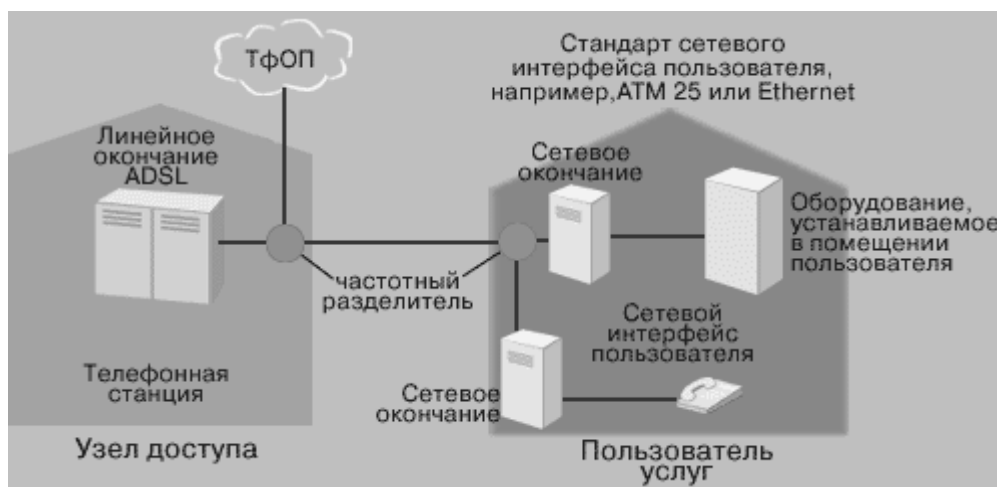 ТфОП
Стандарт сетевого
интерфейса пользователя,
например,ATM 25 или Ethernet
Линейное
окончание
ADSL
Сетевое
окончание
Оборудование,
устанавливаемое
в помещении
пользователя
частотный
разделитель
Сетевой
интерфейс
пользователя
Телефонная
станция
Сетевое
окончание
Узел доступа
Пользователь
услуг